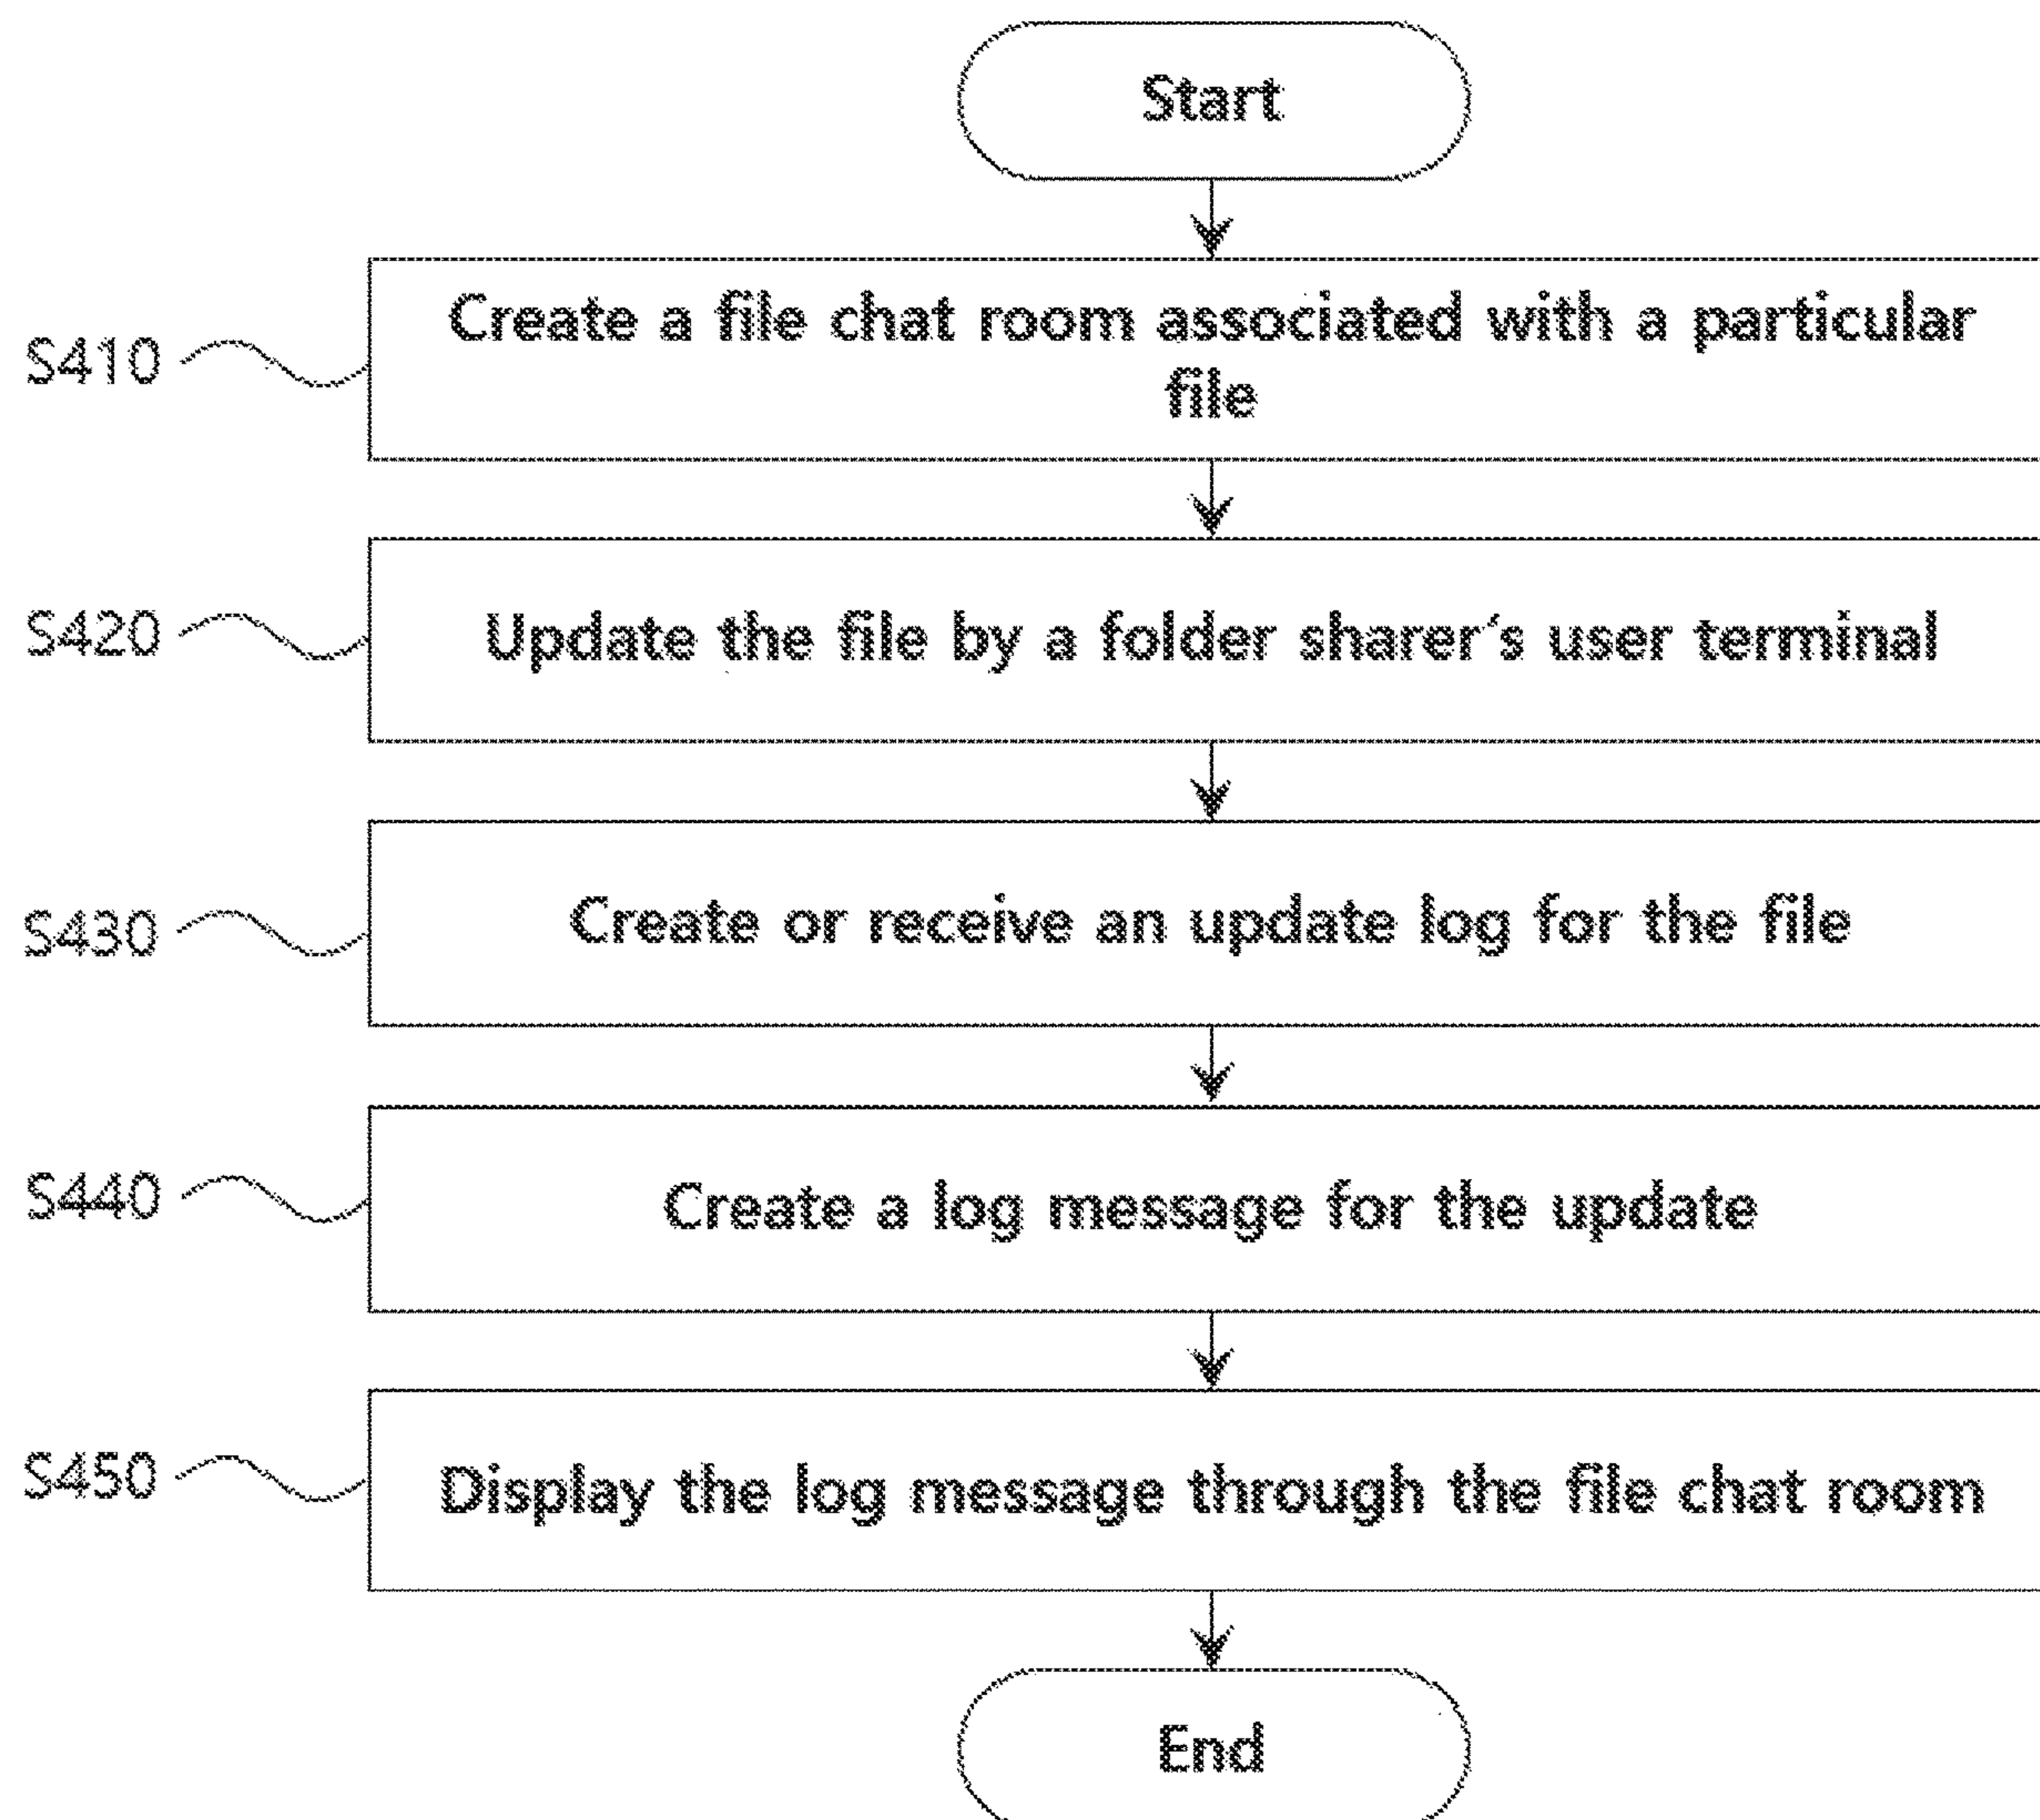 Start
S410
Create a file chat room associated with a particular
file
S420
Update the file by a folder sharer's user terminal
S430
Create or receive an update log for the file
S440
Create a log message for the update
S450
Display the log message through the file chat room
End